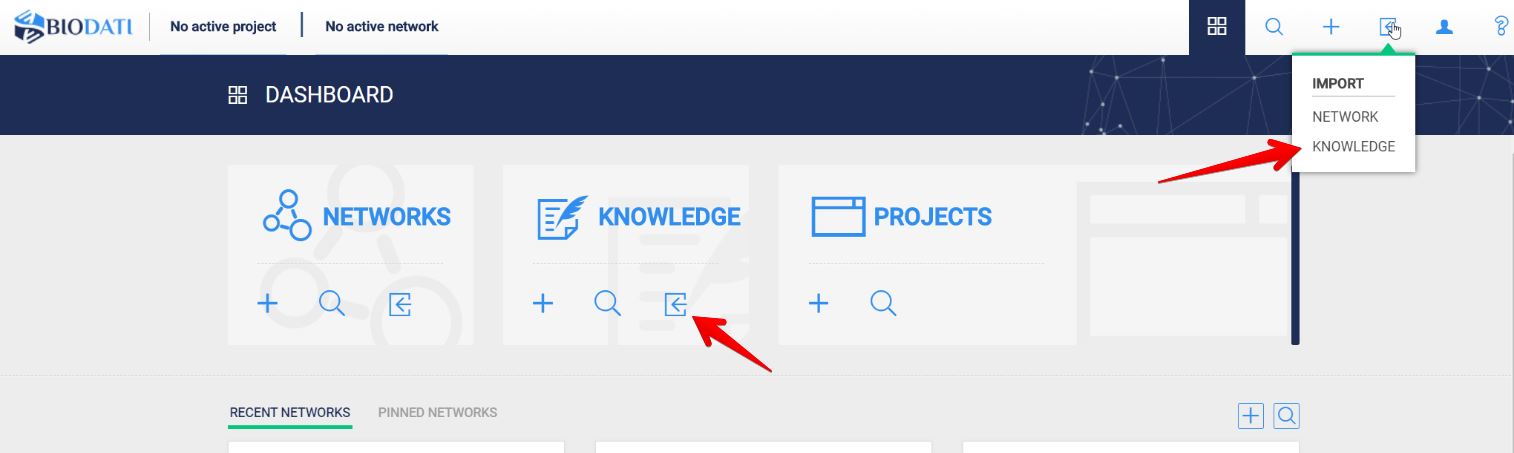 BIODATI
No active project
No active network
IMPORT
NETWORK
KNOWLEDGE
DASHBOARD
NETWORKS
KNOWLEDGE
PROJECTS
RECENT NETWORKS
PINNED NETWORKS